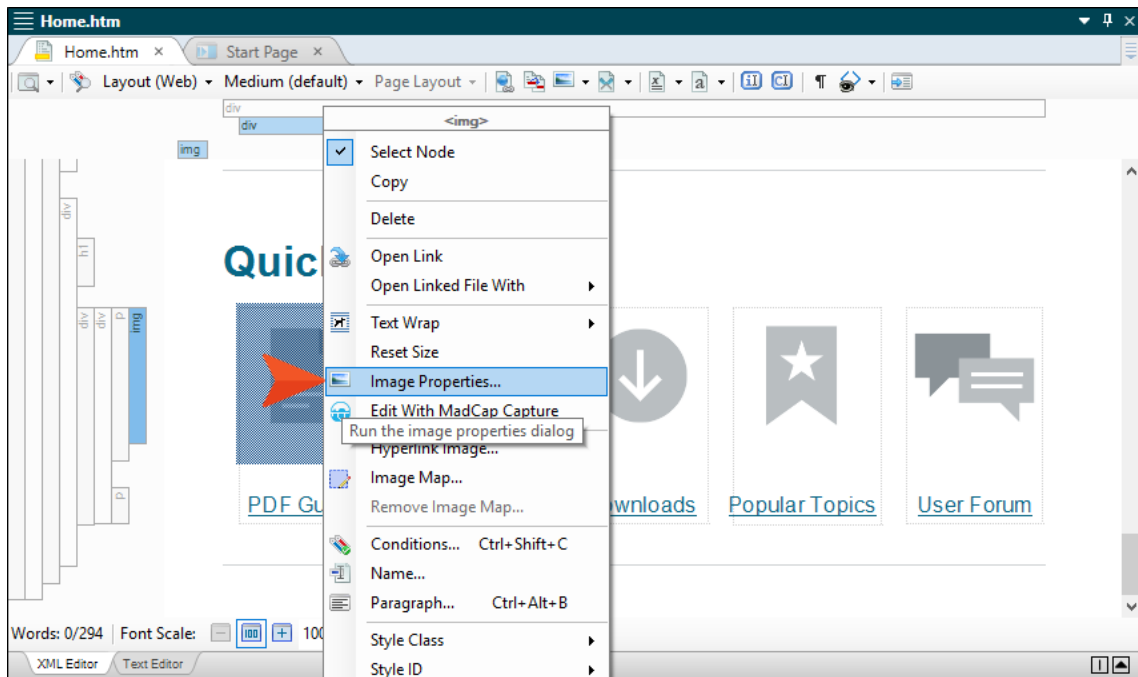 Home.htm
Home.htm × Start Page ×
Layout (Web) Medium (default) Page Layout x a II CI ¶
div
div
img
<img>
Select Node
Copy
Delete
Open Link
Open Linked File With
Text Wrap
Reset Size
Image Properties...
Edit With MadCap Capture
Run the image properties dialog
Hyperlink Image...
Image Map...
Remove Image Map...
Conditions... Ctrl+Shift+C
Name...
Paragraph... Ctrl+Alt+B
Style Class
Style ID
div
h1
div
div
p
img
p
Quic
PDF Gu
wnloads
Popular Topics
User Forum
Words: 0/294 Font Scale: 100 100
XML Editor Text Editor